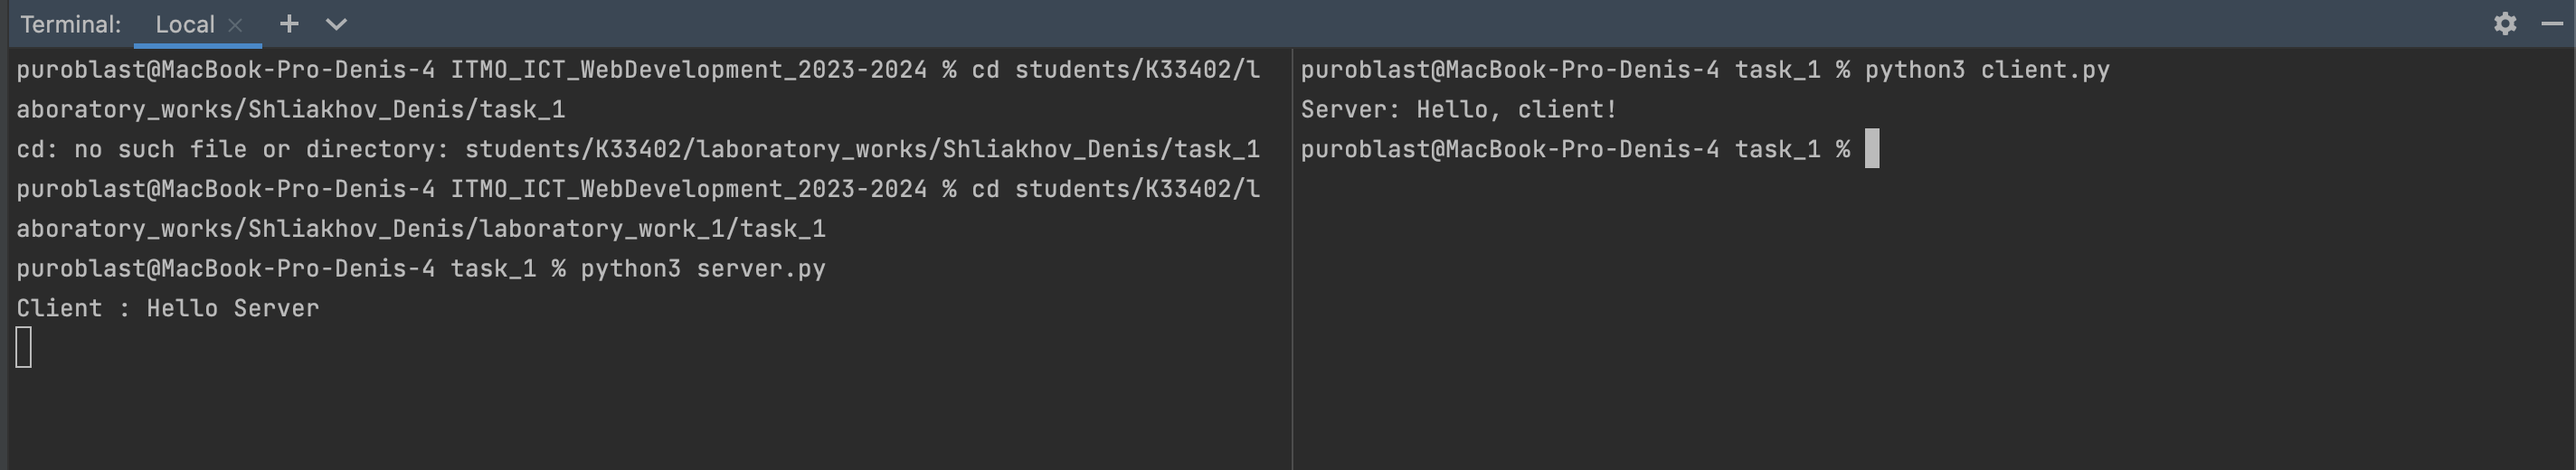 Terminal: Local
puroblast@MacBook-Pro-Denis-4 ITMO_ICT_WebDevelopment_2023-2024 % cd students/K33402/l
aboratory_works/Shliakhov_Denis/task_1
cd: no such file or directory: students/K33402/laboratory_works/Shliakhov_Denis/task_1
puroblast@MacBook-Pro-Denis-4 ITMO_ICT_WebDevelopment_2023-2024 % cd students/K33402/l
aboratory_works/Shliakhov_Denis/laboratory_work_1/task_1
puroblast@MacBook-Pro-Denis-4 task_1 % python3 server.py
Client : Hello Server
puroblast@MacBook-Pro-Denis-4 task_1 % python3 client.py
Server: Hello, client!
puroblast@MacBook-Pro-Denis-4 task_1 %